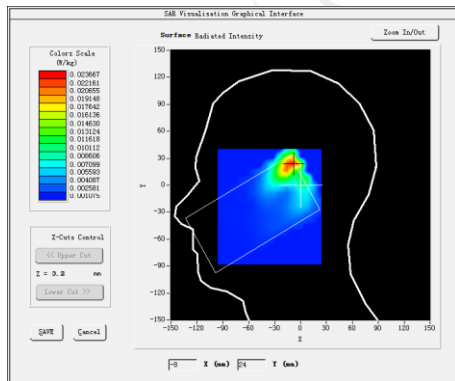 SAR Visualisation Graphical Interface
Surface Radiated Intensity
Zoom In/Out
Colors Scale
(W/kg)
0.023667
0.022161
0.020655
0.019148
0.017642
0.016136
0.014630
0.013124
0.011618
0.010112
0.008606
0.007099
0.005593
0.004087
0.002581
0.001075
Z-Cuts Control
<< Upper Cut
Z = 3.2 mm
Lower Cut >>
SAVE
Cancel
150
120
90
60
30
0
-30
-60
-90
-120
-150
Y
-150 -120 -90 -60 -30 0 30 60 90 120 150
X
-8 X (mm) 24 Y (mm)